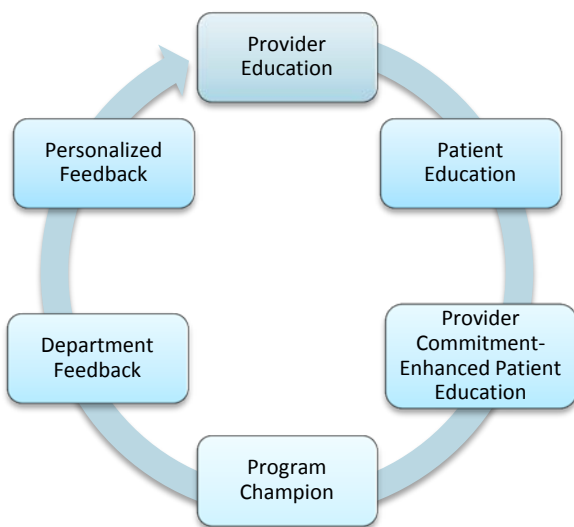 Provider
Education
Patient
Education
Provider
Commitment-
Enhanced Patient
Education
Program
Champion
Department
Feedback
Personalized
Feedback